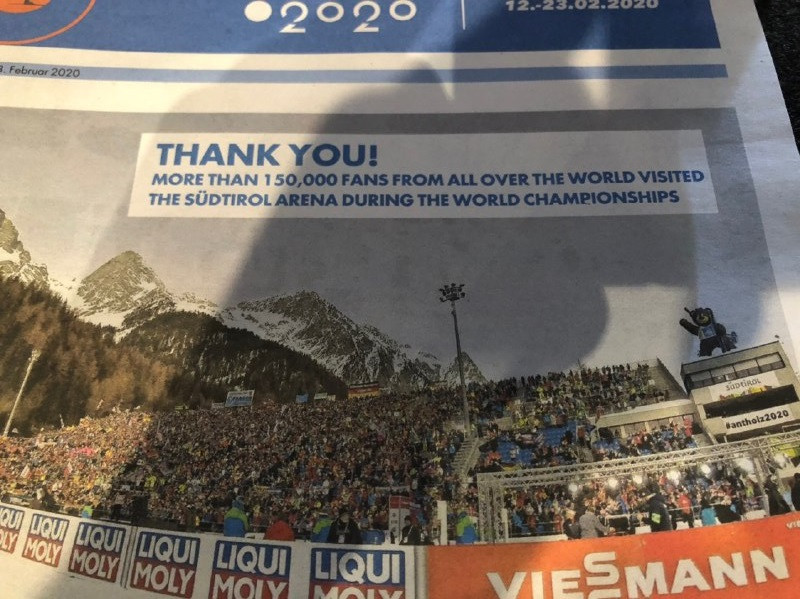 2020
12.-23.02.2020
. Februar 2020
THANK YOU!
MORE THAN 150,000 FANS FROM ALL OVER THE WORLD VISITED
THE SÜDTIROL ARENA DURING THE WORLD CHAMPIONSHIPS
SÜDTIROL
#antholz2020
LIQUI
MOLY
LIQUI
MOLY
LIQUI
MOLY
LIQUI
MOLY
LIQUI
MOLY
VIESSMANN